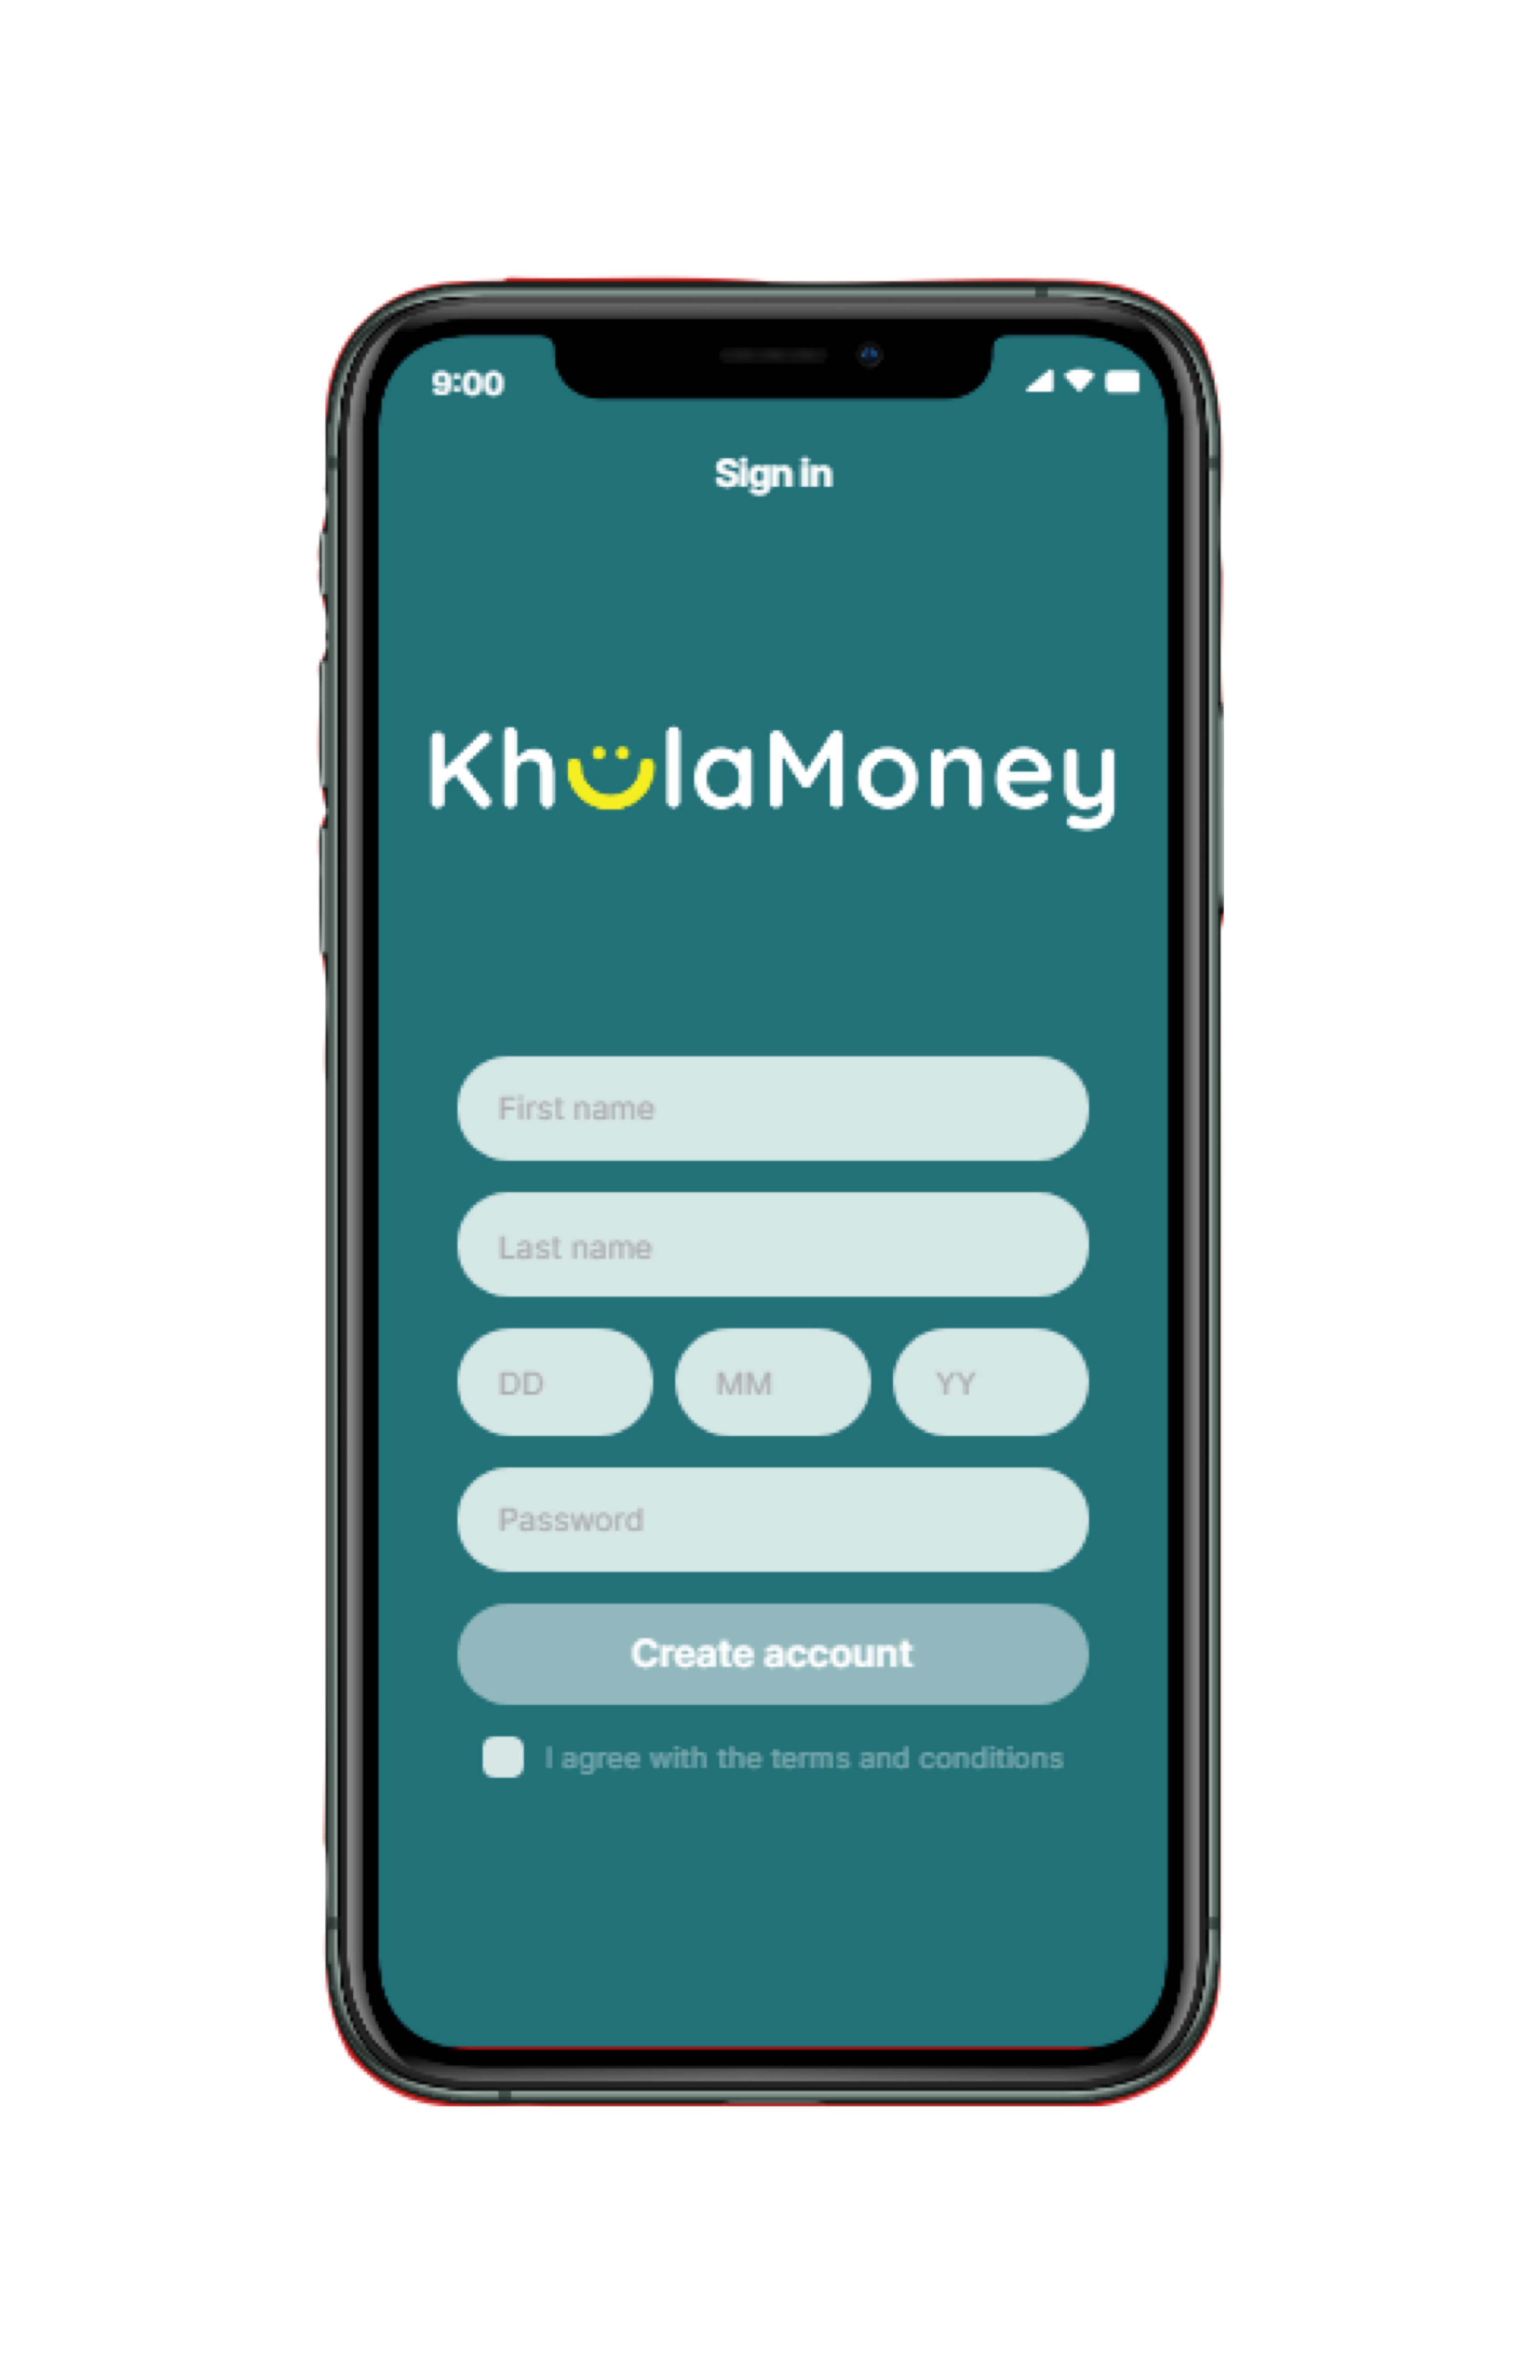 9:00
Sign in
KhulaMoney
First name
Last name
DD MM YY
Password
Create account
I agree with the terms and conditions